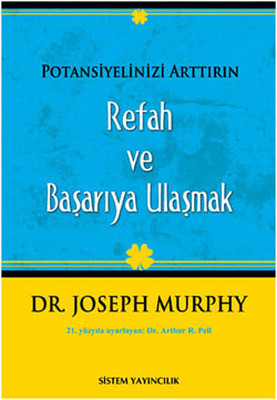 POTANSİYELİNİZİ ARTTIRIN
Refah
ve
Başarıya Ulaşmak
DR. JOSEPH MURPHY
21. yüzyıla uyarlayan: Dr. Arthur R. Pell
SİSTEM YAYINCILIK